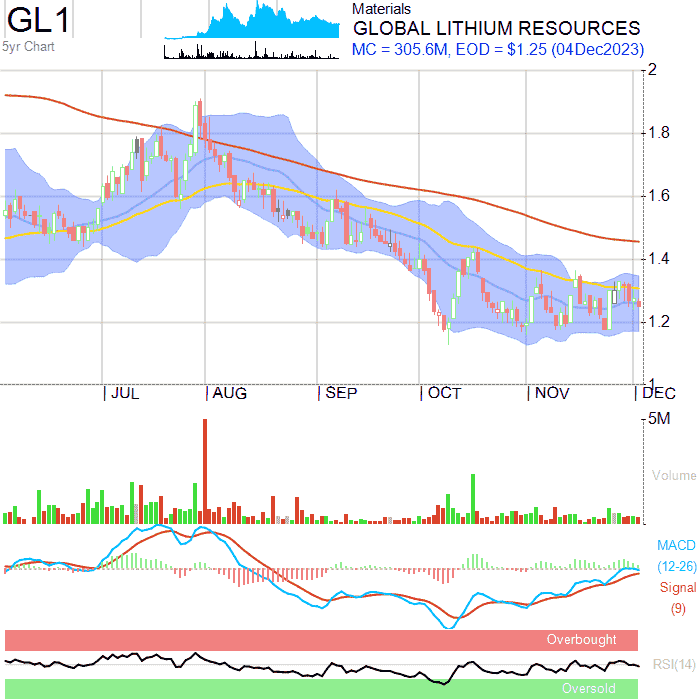 GL1
5yr Chart
Materials
GLOBAL LITHIUM RESOURCES
MC = 305.6M, EOD = $1.25 (04Dec2023)
2
1.8
1.6
1.4
1.2
1
JUL
AUG
SEP
OCT
NOV
DEC
5M
Volume
MACD
(12-26)
Signal
(9)
Overbought
RSI(14)
Oversold